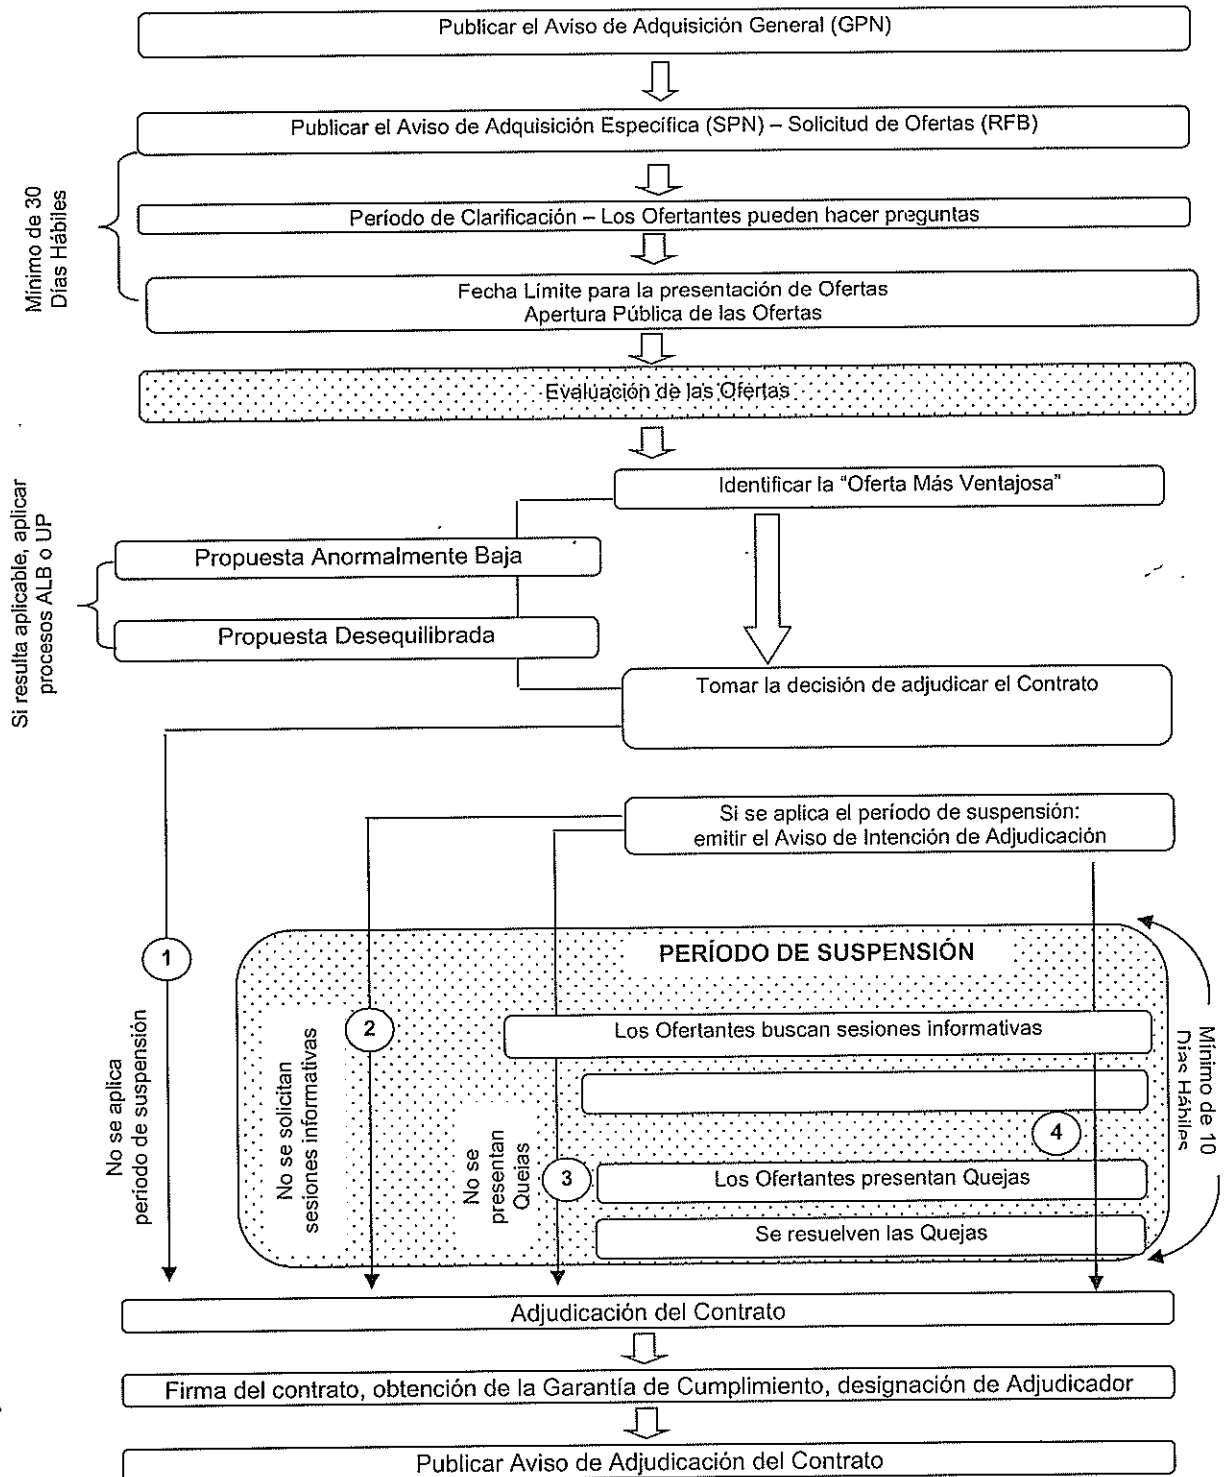 Publicar el Aviso de Adquisición General (GPN)
Publicar el Aviso de Adquisición Específica (SPN) – Solicitud de Ofertas (RFB)
Mínimo de 30
Días Hábiles
Período de Clarificación – Los Ofertantes pueden hacer preguntas
Fecha Límite para la presentación de Ofertas
Apertura Pública de las Ofertas
Evaluación de las Ofertas
Identificar la “Oferta Más Ventajosa”
Si resulta aplicable, aplicar
procesos ALB o UP
Propuesta Anormalmente Baja
Propuesta Desequilibrada
Tomar la decisión de adjudicar el Contrato
Si se aplica el período de suspensión:
emitir el Aviso de Intención de Adjudicación
PERÍODO DE SUSPENSIÓN
1
No se aplica
período de suspensión
2
No se solicitan
sesiones informativas
Los Ofertantes buscan sesiones informativas
Mínimo de 10
Días Hábiles
4
No se
presentan
Quejas
3
Los Ofertantes presentan Quejas
Se resuelven las Quejas
Adjudicación del Contrato
Firma del contrato, obtención de la Garantía de Cumplimiento, designación de Adjudicador
Publicar Aviso de Adjudicación del Contrato